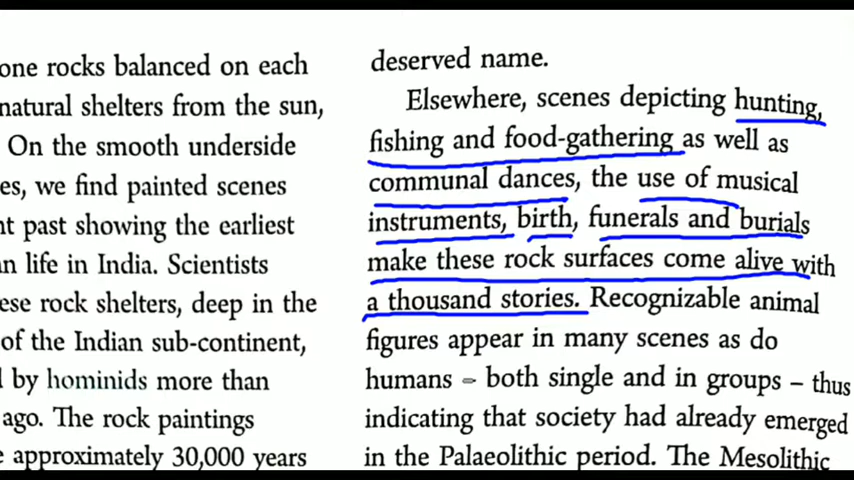 one rocks balanced on each
natural shelters from the sun,
On the smooth underside
we find painted scenes
past showing the earliest
life in India. Scientists
rock shelters, deep in the
of the Indian sub-continent,
by hominids more than
ago. The rock paintings
approximately 30,000 years
deserved name.
Elsewhere, scenes depicting hunting,
fishing and food-gathering as well as
communal dances, the use of musical
instruments, birth, funerals and burials
make these rock surfaces come alive with
a thousand stories. Recognizable animal
figures appear in many scenes as do
humans – both single and in groups – thus
indicating that society had already emerged
in the Palaeolithic period. The Mesolithic